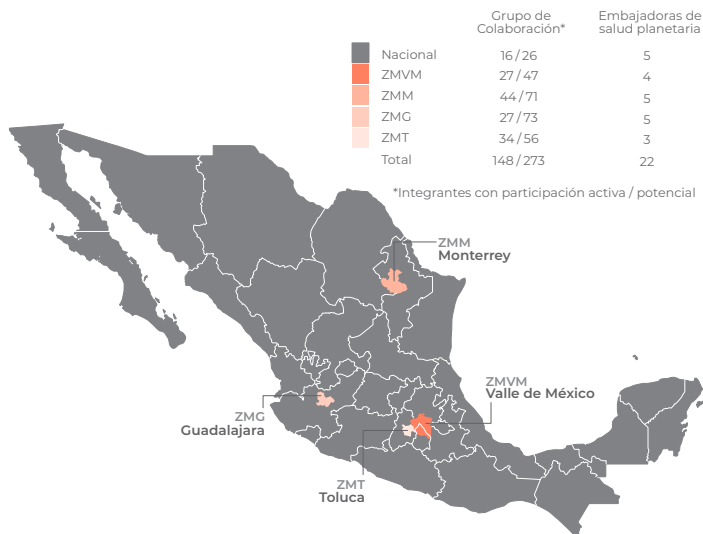 Grupo de Colaboración*
Embajadoras de salud planetaria
Nacional 16/26 5
ZMVM 27/47 4
ZMM 44/71 5
ZMG 27/73 5
ZMT 34/56 3
Total 148/273 22
*Integrantes con participación activa / potencial
ZMM
Monterrey
ZMVM
Valle de México
ZMG
Guadalajara
ZMT
Toluca